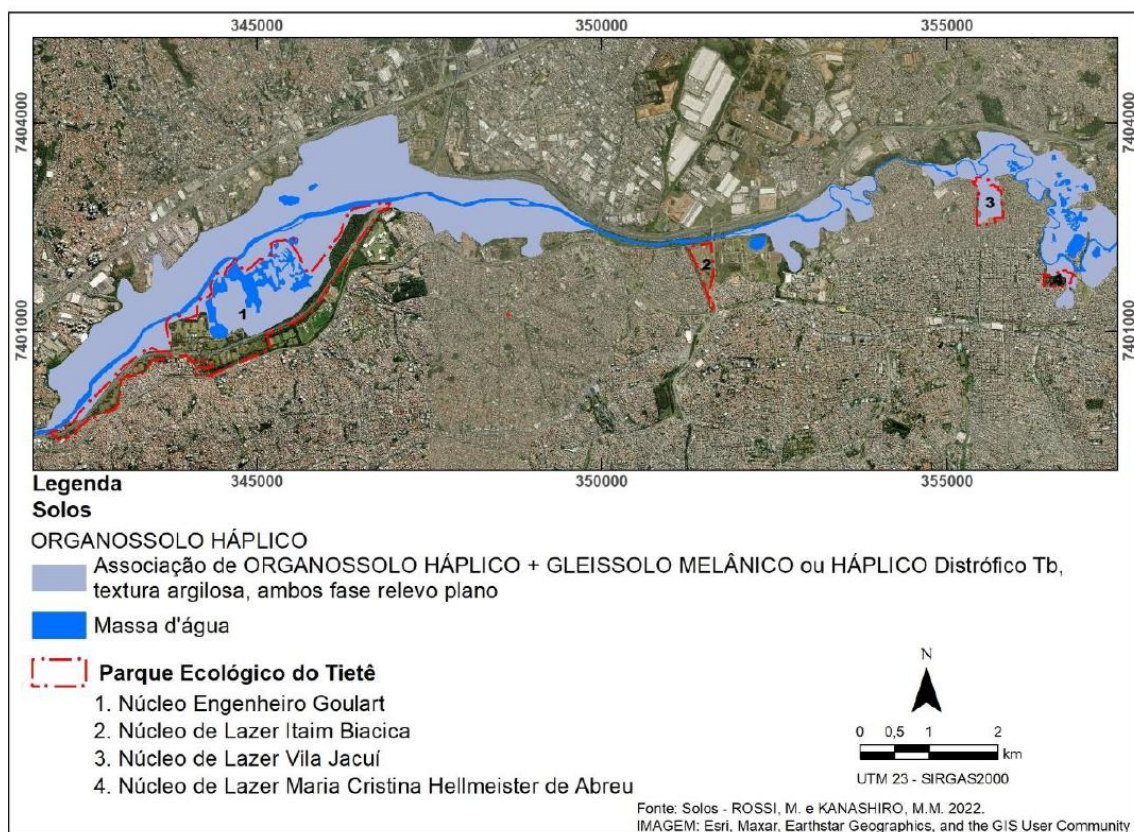 345000 350000 355000
7404000 7404000
1 2 3 4
7401000 7401000
345000 350000 355000
Legenda
Solos
ORGANOSSOLO HÁPLICO
Associação de ORGANOSSOLO HÁPLICO + GLEISSOLO MELÂNICO ou HÁPLICO Distrófico Tb,
textura argilosa, ambos fase relevo plano
Massa d'água
Parque Ecológico do Tietê
1. Núcleo Engenheiro Goulart
2. Núcleo de Lazer Itaim Biacica
3. Núcleo de Lazer Vila Jacuí
4. Núcleo de Lazer Maria Cristina Hellmeister de Abreu
N
0 0,5 1 2
km
UTM 23 - SIRGAS2000
Fonte: Solos - ROSSI, M. e KANASHIRO, M.M. 2022.
IMAGEM: Esri, Maxar, Earthstar Geographics, and the GIS User Community